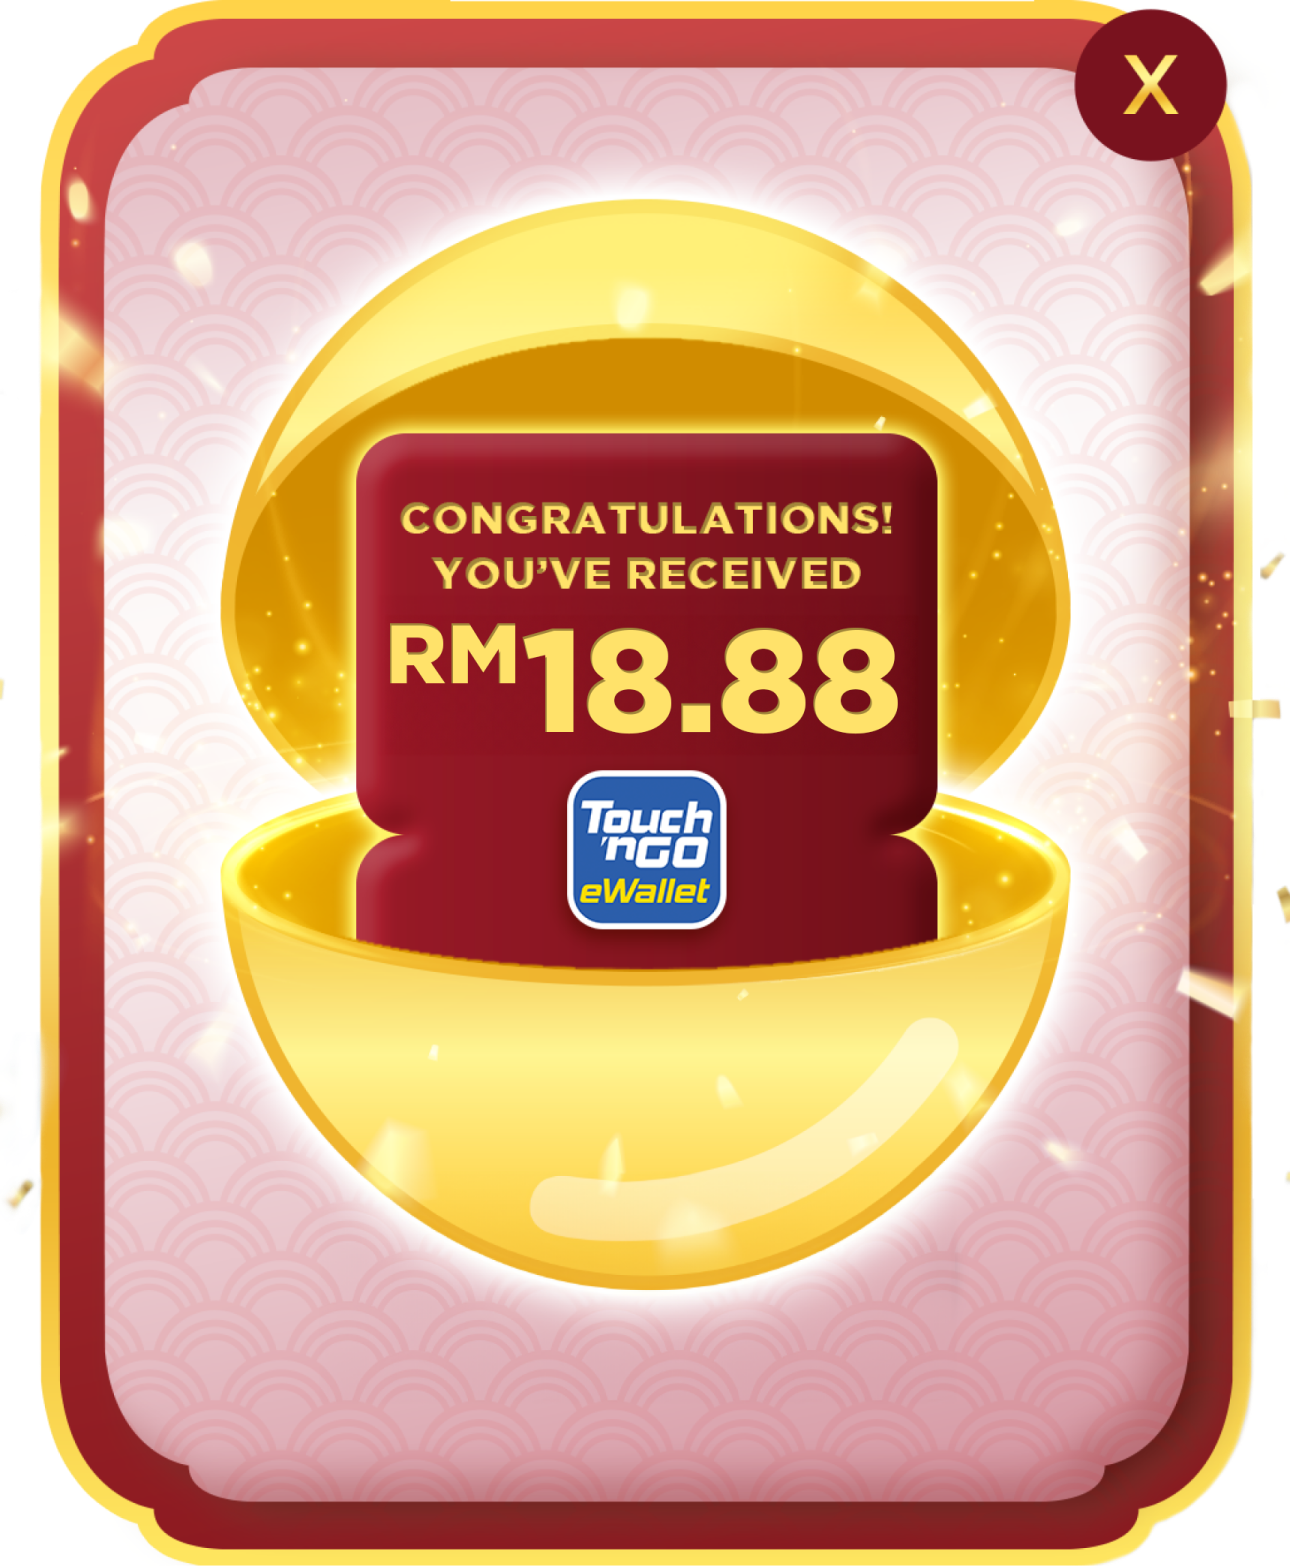 X
CONGRATULATIONS!
YOU’VE RECEIVED
RM18.88
Touch
’nGO
eWallet